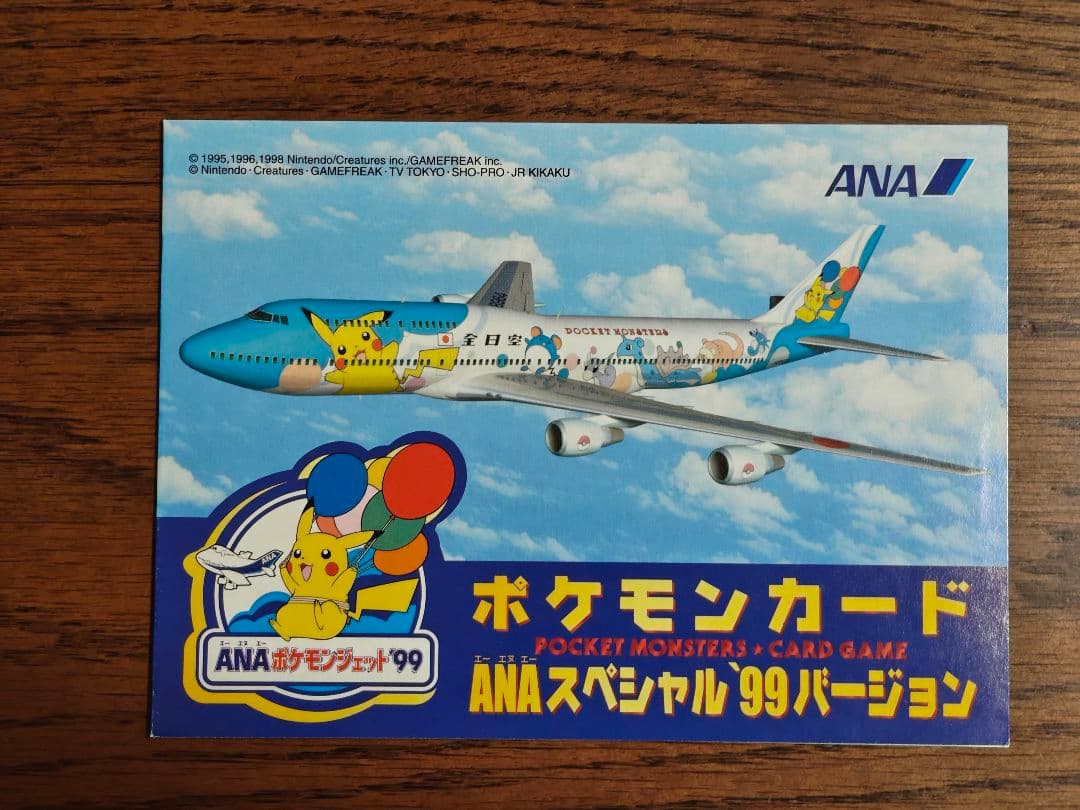 © 1995,1996,1998 Nintendo/Creatures inc./GAMEFREAK inc.
© Nintendo・Creatures・GAMEFREAK・TV TOKYO・SHO-PRO・JR KIKAKU
ANA
POCKET MONSTERS
全日空
ANA
エー エヌ エー
ANAポケモンジェット'99
ポケモンカード
POCKET MONSTERS★CARD GAME
エー エヌ エー
ANAスペシャル'99バージョン